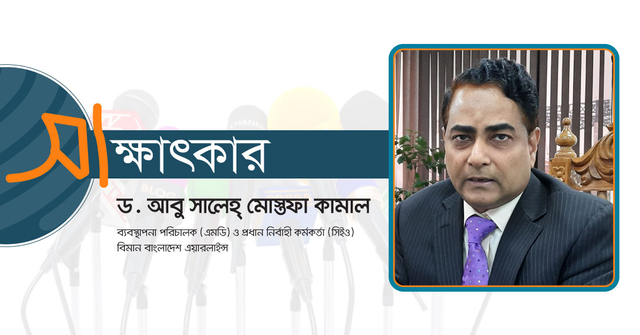 সাক্ষাৎকার
ড. আবু সালেহ্ মোস্তফা কামাল
ব্যবস্থাপনা পরিচালক (এমডি) ও প্রধান নির্বাহী কর্মকর্তা (সিইও)
বিমান বাংলাদেশ এয়ারলাইন্স